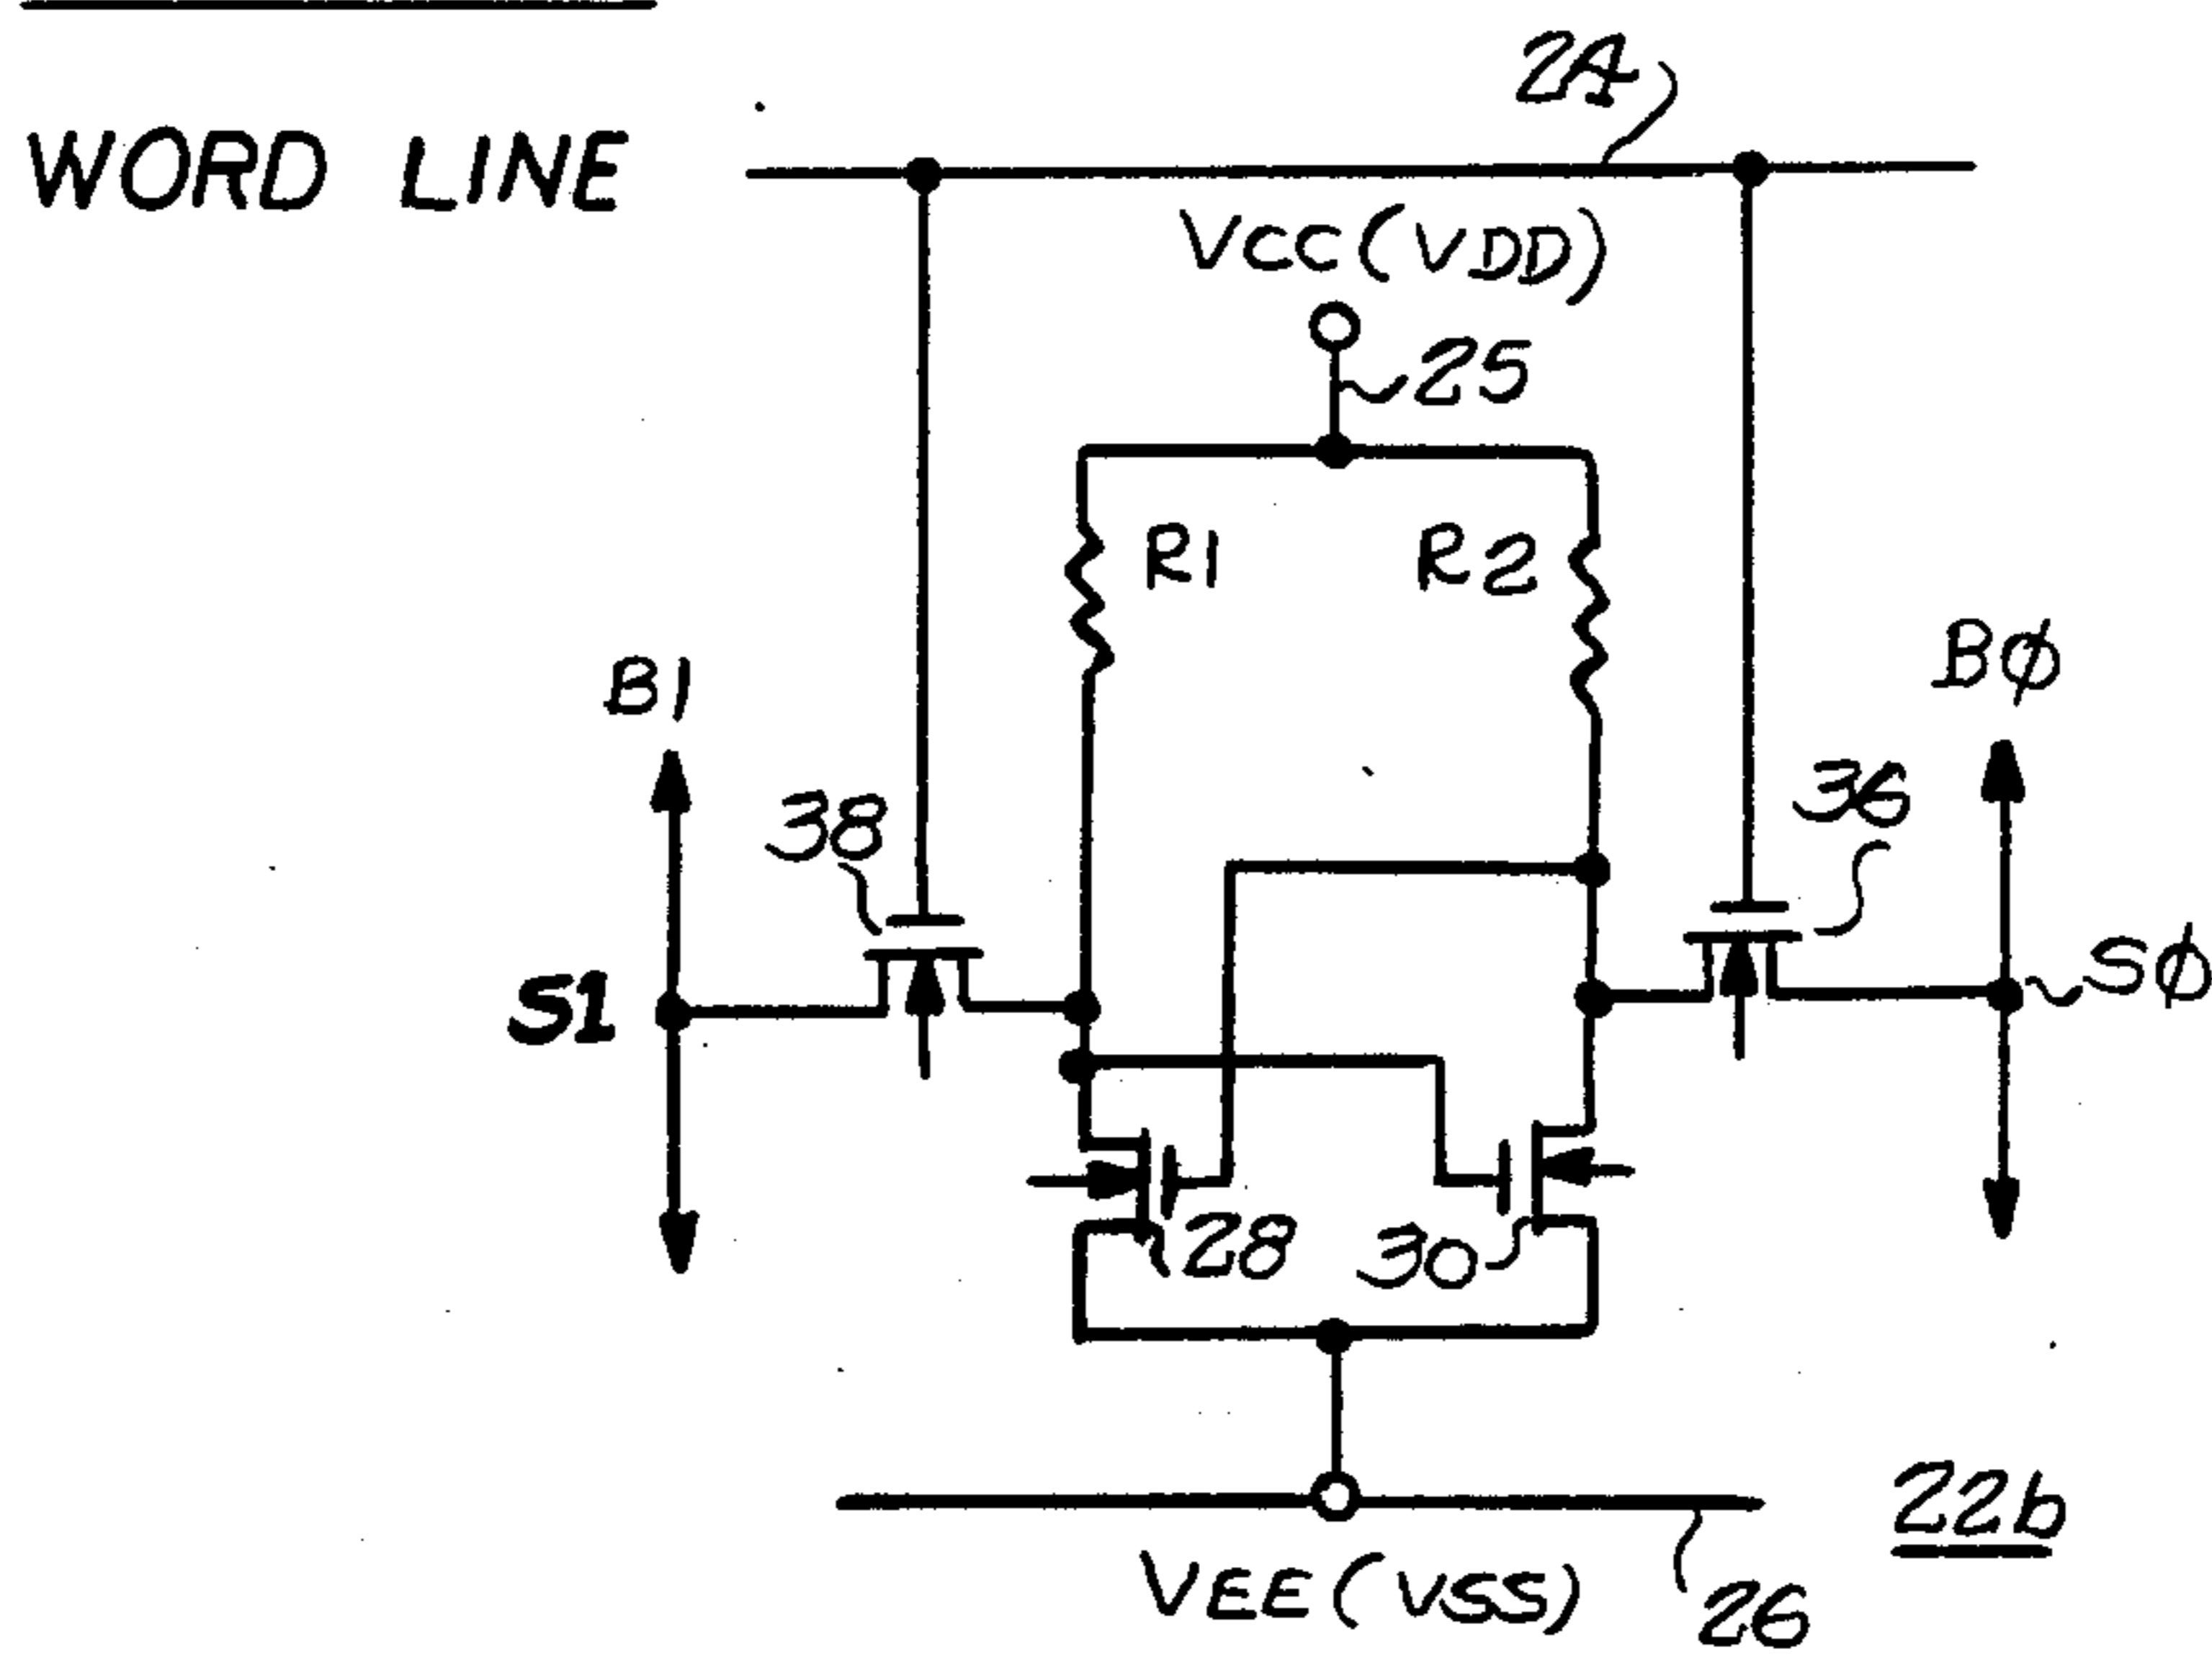 24
WORD LINE
VCC (VDD)
25
R1
R2
B1
BØ
38
36
S1
SØ
28
30
22b
VEE (VSS)
26